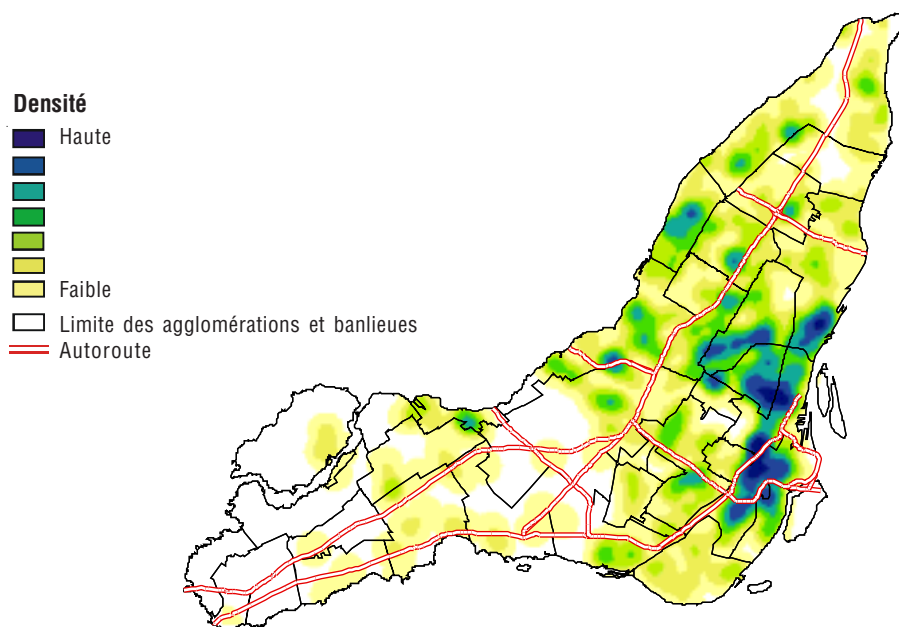 Densité
Haute
Faible
Limite des agglomérations et banlieues
Autoroute